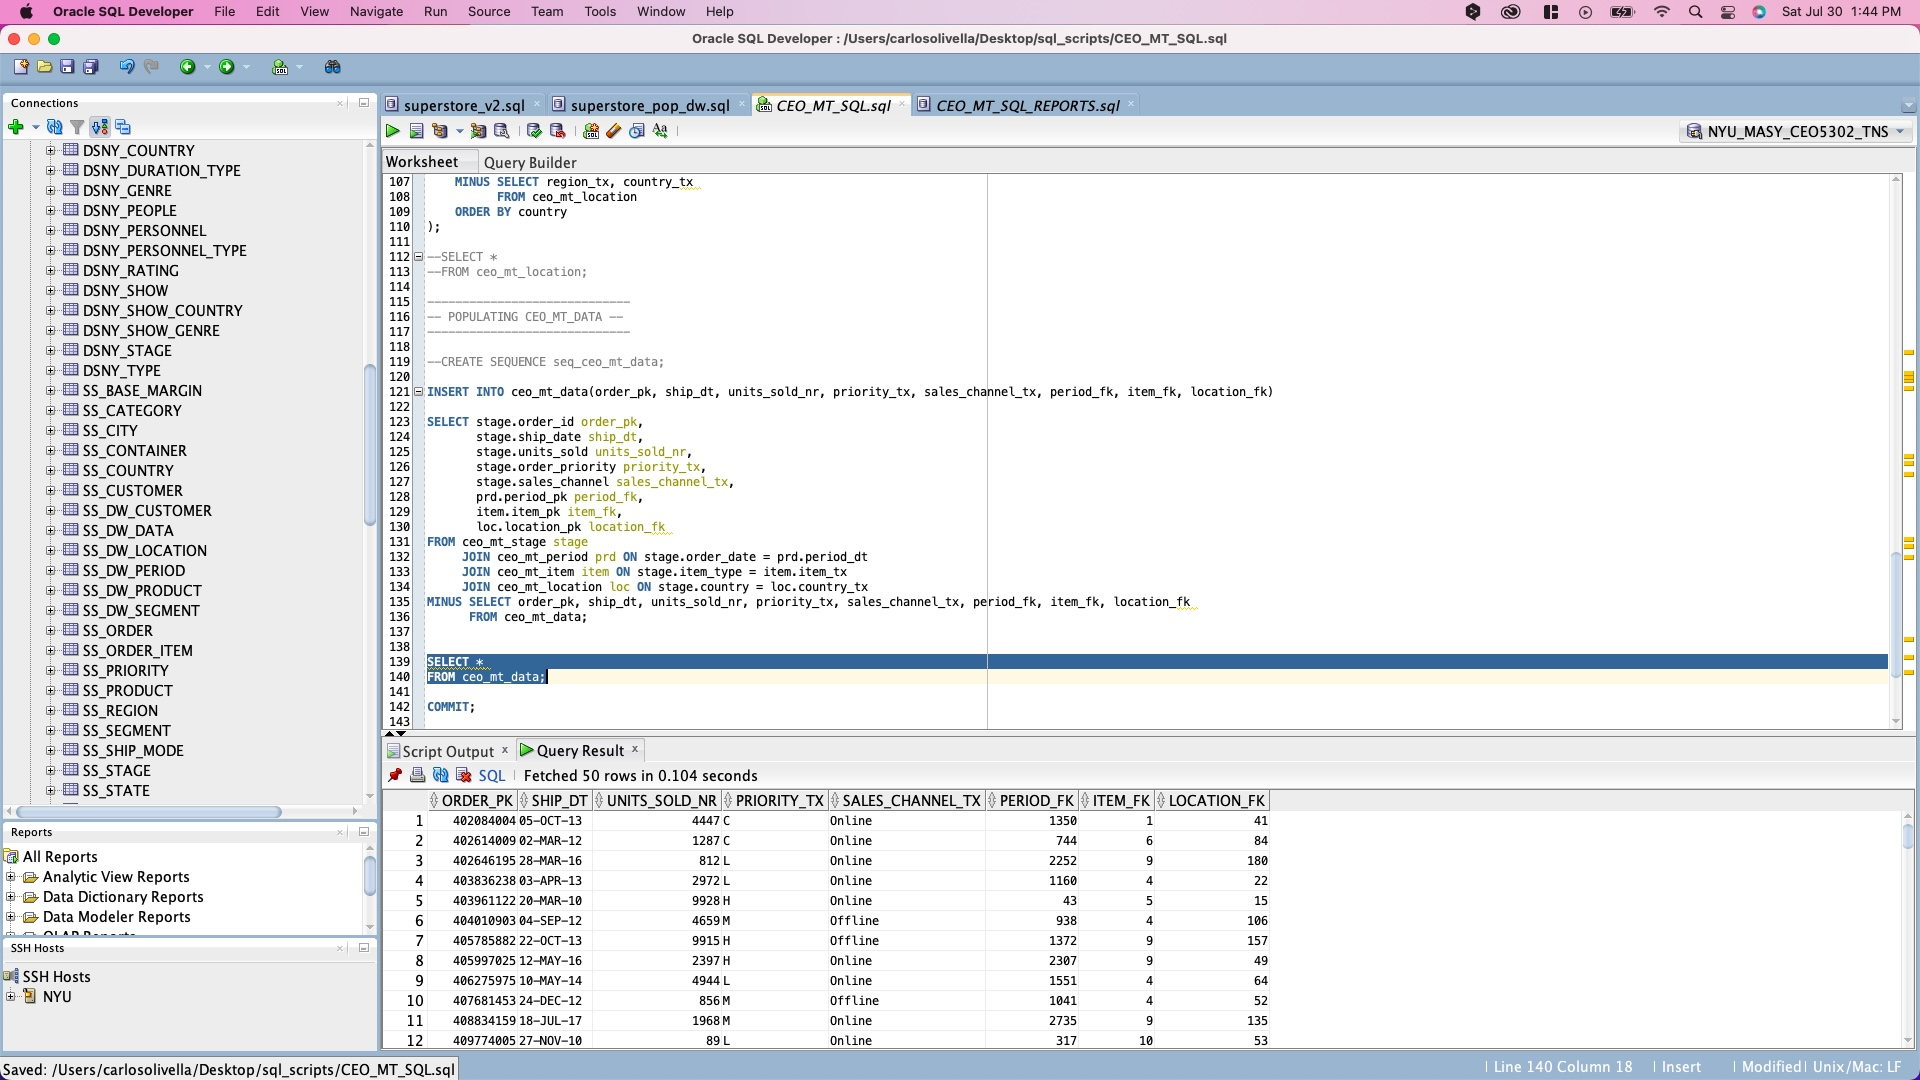 Oracle SQL Developer File Edit View Navigate Run Source Team Tools Window Help Sat Jul 30 1:44 PM
Oracle SQL Developer : /Users/carlosolivella/Desktop/sql_scripts/CEO_MT_SQL.sql
Connections
DSNY_COUNTRY
DSNY_DURATION_TYPE
DSNY_GENRE
DSNY_PEOPLE
DSNY_PERSONNEL
DSNY_PERSONNEL_TYPE
DSNY_RATING
DSNY_SHOW
DSNY_SHOW_COUNTRY
DSNY_SHOW_GENRE
DSNY_STAGE
DSNY_TYPE
SS_BASE_MARGIN
SS_CATEGORY
SS_CITY
SS_CONTAINER
SS_COUNTRY
SS_CUSTOMER
SS_DW_CUSTOMER
SS_DW_DATA
SS_DW_LOCATION
SS_DW_PERIOD
SS_DW_PRODUCT
SS_DW_SEGMENT
SS_ORDER
SS_ORDER_ITEM
SS_PRIORITY
SS_PRODUCT
SS_REGION
SS_SEGMENT
SS_SHIP_MODE
SS_STAGE
SS_STATE
Reports
All Reports
Analytic View Reports
Data Dictionary Reports
Data Modeler Reports
OLAP Reports
SSH Hosts
SSH Hosts
NYU
superstore_v2.sql superstore_pop_dw.sql CEO_MT_SQL.sql CEO_MT_SQL_REPORTS.sql
NYU_MASY_CEO5302_TNS
Worksheet Query Builder
107 MINUS SELECT region_tx, country_tx
108 FROM ceo_mt_location
109 ORDER BY country
110 );
111
112 --SELECT *
113 --FROM ceo_mt_location;
114
115 -----------------------------
116 -- POPULATING CEO_MT_DATA --
117 -----------------------------
118
119 --CREATE SEQUENCE seq_ceo_mt_data;
120
121 INSERT INTO ceo_mt_data(order_pk, ship_dt, units_sold_nr, priority_tx, sales_channel_tx, period_fk, item_fk, location_fk)
122
123 SELECT stage.order_id order_pk,
124 stage.ship_date ship_dt,
125 stage.units_sold units_sold_nr,
126 stage.order_priority priority_tx,
127 stage.sales_channel sales_channel_tx,
128 prd.period_pk period_fk,
129 item.item_pk item_fk,
130 loc.location_pk location_fk
131 FROM ceo_mt_stage stage
132 JOIN ceo_mt_period prd ON stage.order_date = prd.period_dt
133 JOIN ceo_mt_item item ON stage.item_type = item.item_tx
134 JOIN ceo_mt_location loc ON stage.country = loc.country_tx
135 MINUS SELECT order_pk, ship_dt, units_sold_nr, priority_tx, sales_channel_tx, period_fk, item_fk, location_fk
136 FROM ceo_mt_data;
137
138
139 SELECT *
140 FROM ceo_mt_data;
141
142 COMMIT;
143
Script Output Query Result
SQL Fetched 50 rows in 0.104 seconds
ORDER_PK SHIP_DT UNITS_SOLD_NR PRIORITY_TX SALES_CHANNEL_TX PERIOD_FK ITEM_FK LOCATION_FK
1 402084004 05-OCT-13 4447 C Online 1350 1 41
2 402614009 02-MAR-12 1287 C Online 744 6 84
3 402646195 28-MAR-16 812 L Online 2252 9 180
4 403836238 03-APR-13 2972 L Online 1160 4 22
5 403961122 20-MAR-10 9928 H Online 43 5 15
6 404010903 04-SEP-12 4659 M Offline 938 4 106
7 405785882 22-OCT-13 9915 H Offline 1372 9 157
8 405997025 12-MAY-16 2397 H Online 2307 9 49
9 406275975 10-MAY-14 4944 L Online 1551 4 64
10 407681453 24-DEC-12 856 M Offline 1041 4 52
11 408834159 18-JUL-17 1968 M Online 2735 9 135
12 409774005 27-NOV-10 89 L Online 317 10 53
Saved: /Users/carlosolivella/Desktop/sql_scripts/CEO_MT_SQL.sql
Line 140 Column 18 Insert Modified Unix/Mac: LF